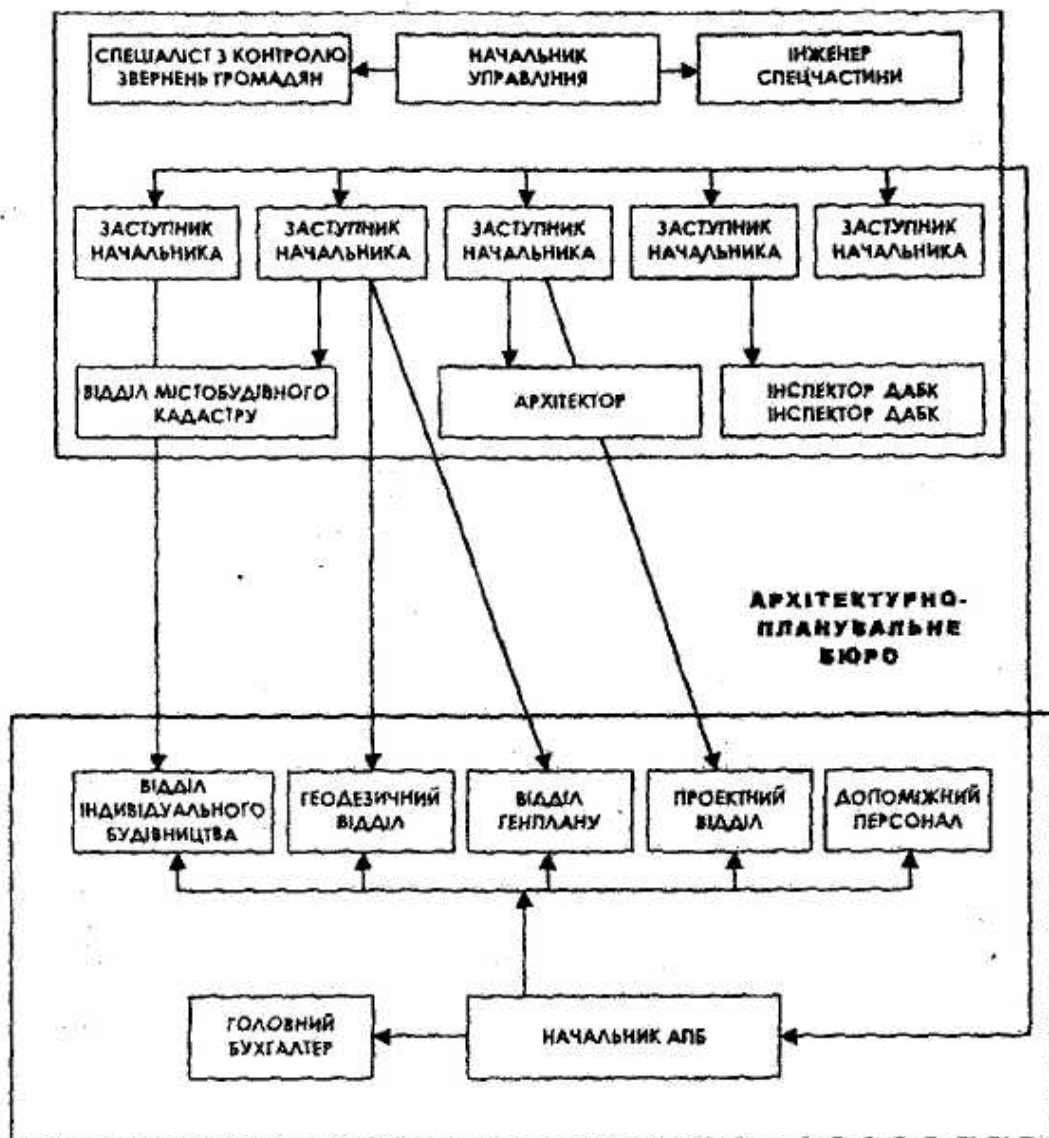 СПЕЦІАЛІСТ З КОНТРОЛЮ
ЗВЕРНЕНЬ ГРОМАДЯН
НАЧАЛЬНИК
УПРАВЛІННЯ
ІНЖЕНЕР
СПЕЦЧАСТИНИ
ЗАСТУПНИК
НАЧАЛЬНИКА
ЗАСТУПНИК
НАЧАЛЬНИКА
ЗАСТУПНИК
НАЧАЛЬНИКА
ЗАСТУПНИК
НАЧАЛЬНИКА
ЗАСТУПНИК
НАЧАЛЬНИКА
ВІДДІЛ МІСТОБУДІВНОГО
КАДАСТРУ
АРХІТЕКТОР
ІНСПЕКТОР ДАБК
ІНСПЕКТОР ДАБК
АРХІТЕКТУРНО-
ПЛАНУВАЛЬНЕ
БЮРО
ВІДДІЛ
ІНДИВІДУАЛЬНОГО
БУДІВНИЦТВА
ГЕОДЕЗИЧНИЙ
ВІДДІЛ
ВІДДІЛ
ГЕНПЛАНУ
ПРОЕКТНИЙ
ВІДДІЛ
ДОПОМІЖНИЙ
ПЕРСОНАЛ
ГОЛОВНИЙ
БУХГАЛТЕР
НАЧАЛЬНИК АПБ